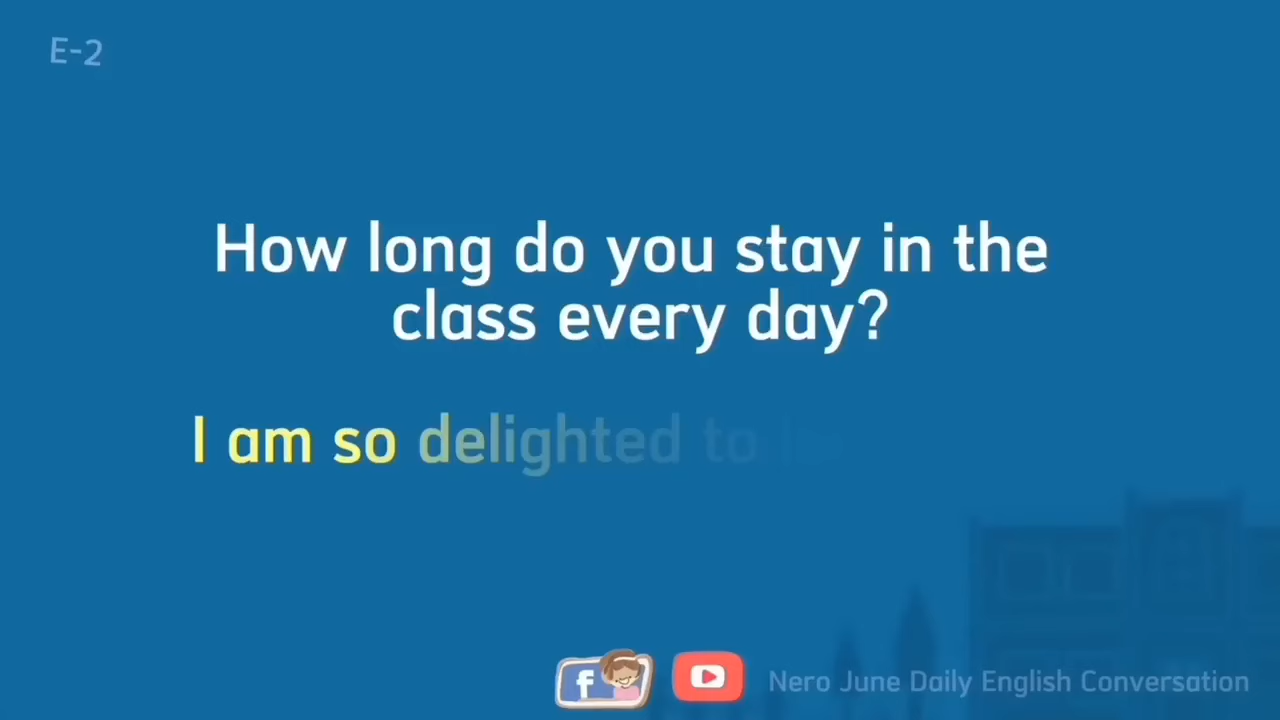 E-2
How long do you stay in the
class every day?
I am so delighted to
Nero June Daily English Conversation